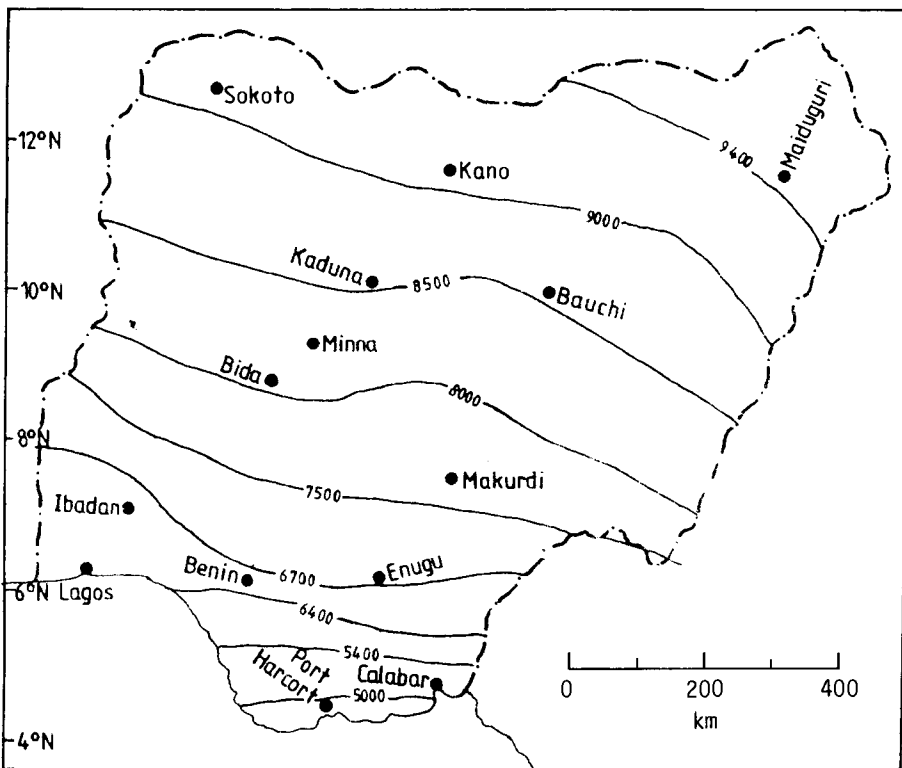 Sokoto
Maiduguri
12°N
9400
Kano
9000
Kaduna
10°N
8500
Bauchi
Minna
Bida
8000
8°N
Makurdi
7500
Ibadan
Benin
6700
Enugu
6°N
Lagos
6400
5400
Port
Harcort
Calabar
5000
0 200 400
km
4°N